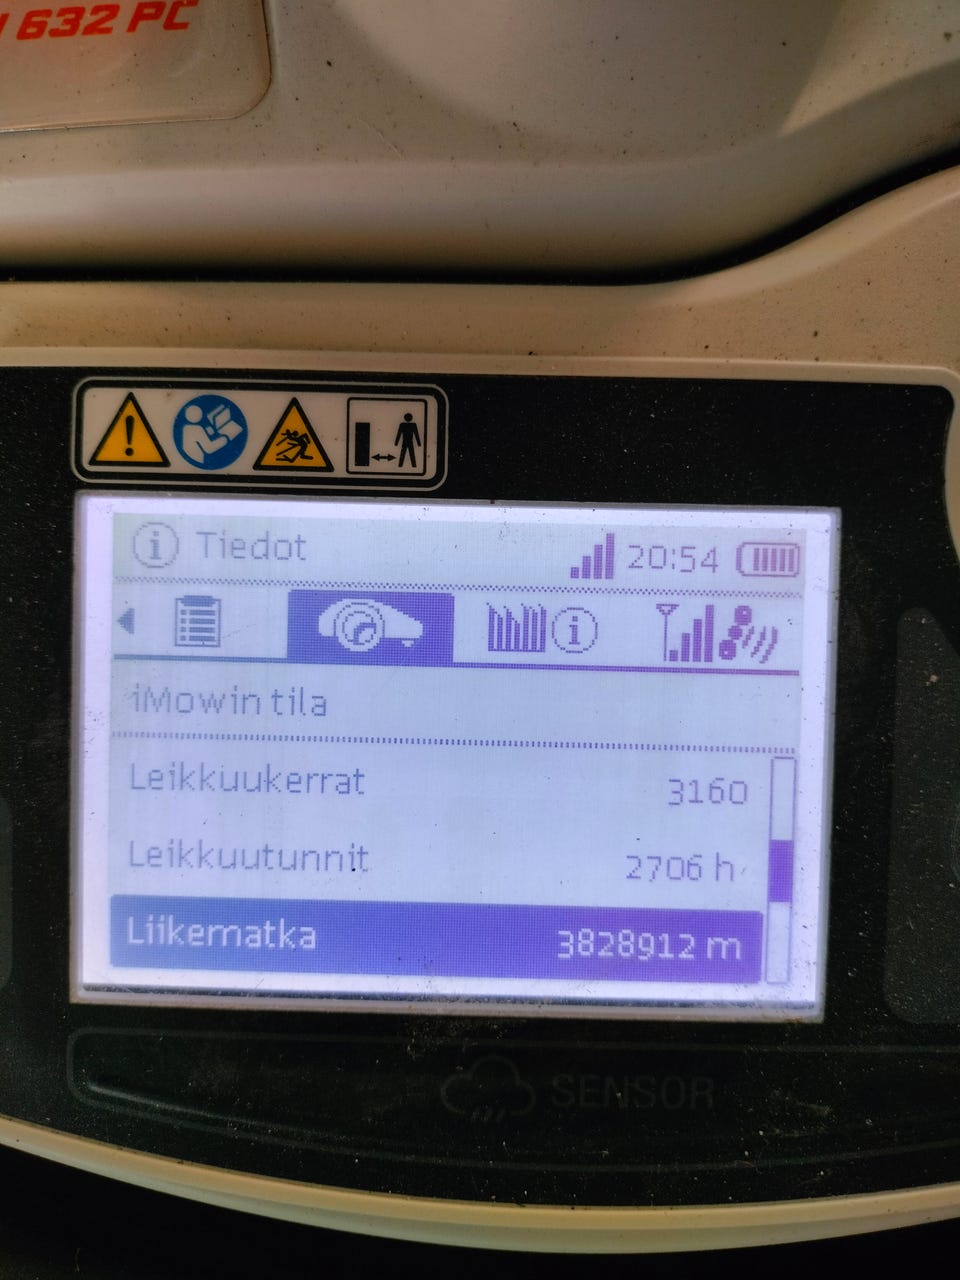 632 PC
Tiedot 20:54
iMowin tila
Leikkuukerrat 3160
Leikkuutunnit 2706 h
Liikematka 3828912 m
SENSOR